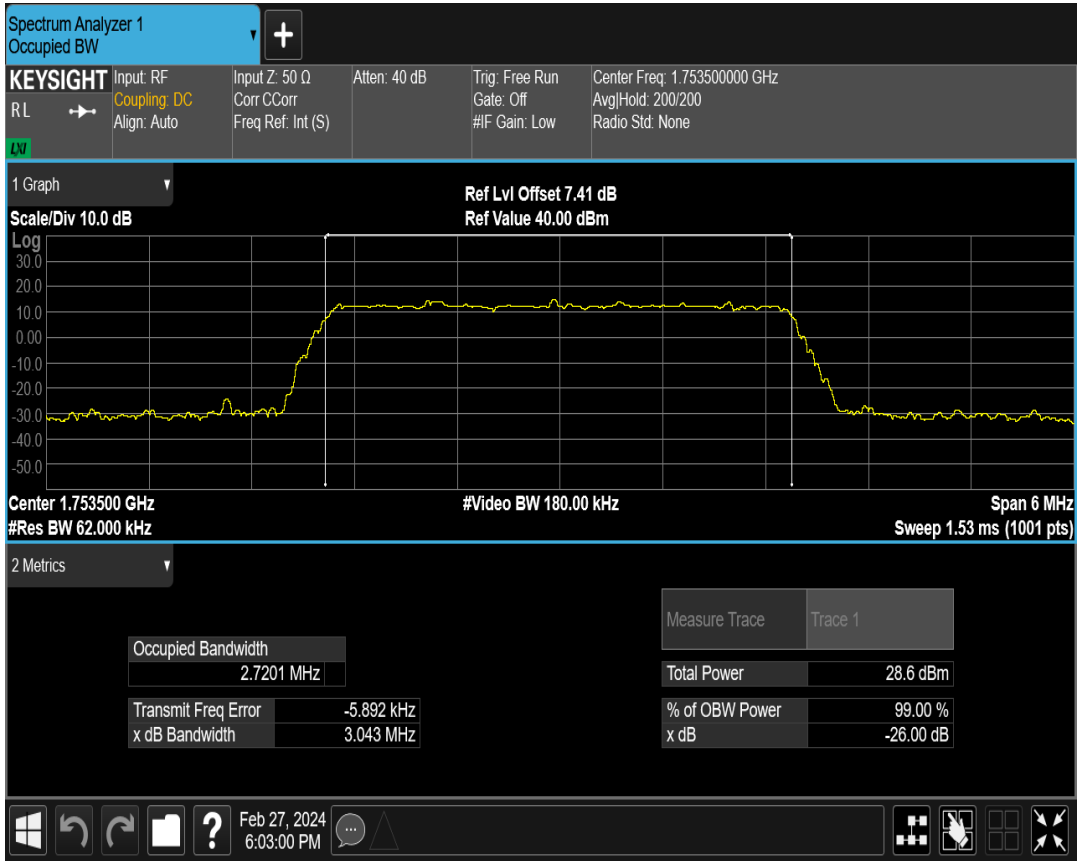 Spectrum Analyzer 1
Occupied BW
+
KEYSIGHT
R L
LXI
Input: RF
Coupling: DC
Align: Auto
Input Z: 50 Ω
Corr CCorr
Freq Ref: Int (S)
Atten: 40 dB
Trig: Free Run
Gate: Off
#IF Gain: Low
Center Freq: 1.753500000 GHz
Avg|Hold: 200/200
Radio Std: None
1 Graph
Ref Lvl Offset 7.41 dB
Scale/Div 10.0 dB
Ref Value 40.00 dBm
Log
30.0
20.0
10.0
0.00
-10.0
-20.0
-30.0
-40.0
-50.0
Center 1.753500 GHz
#Video BW 180.00 kHz
Span 6 MHz
#Res BW 62.000 kHz
Sweep 1.53 ms (1001 pts)
2 Metrics
Measure Trace
Trace 1
Occupied Bandwidth
2.7201 MHz
Total Power
28.6 dBm
Transmit Freq Error
-5.892 kHz
% of OBW Power
99.00 %
x dB Bandwidth
3.043 MHz
x dB
-26.00 dB
?
Feb 27, 2024
6:03:00 PM